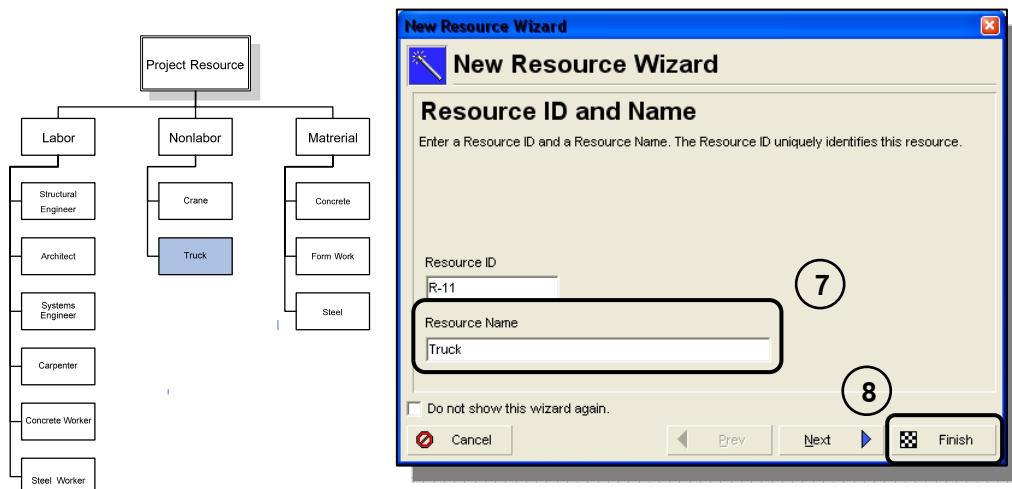 Project Resource
Labor
Nonlabor
Matrerial
Structural
Engineer
Crane
Concrete
Architect
Truck
Form Work
Systems
Engineer
Steel
Carpenter
Concrete Worker
Steel Worker
New Resource Wizard
New Resource Wizard
Resource ID and Name
Enter a Resource ID and a Resource Name. The Resource ID uniquely identifies this resource.
Resource ID
R-11
7
Resource Name
Truck
8
Do not show this wizard again.
Cancel
Prev
Next
Finish